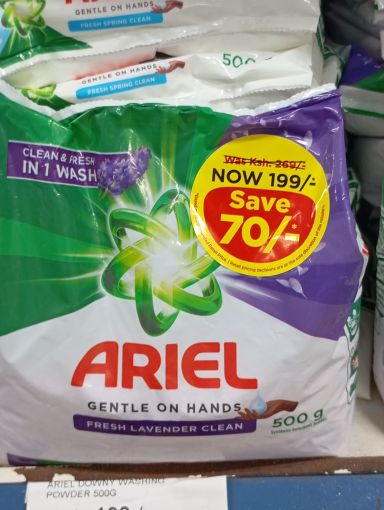 GENTLE ON HANDS
FRESH SPRING CLEAN
GENTLE ON HANDS
FRESH SPRING CLEAN
500 g
CLEAN & FRESH
IN 1 WASH
Was Ksh. 269/-
NOW 199/-
Save
70/-*
ARIEL
GENTLE ON HANDS
FRESH LAVENDER CLEAN
500 g
Synthetic Detergent
ARIEL DOWNY WASHING
POWDER 500G